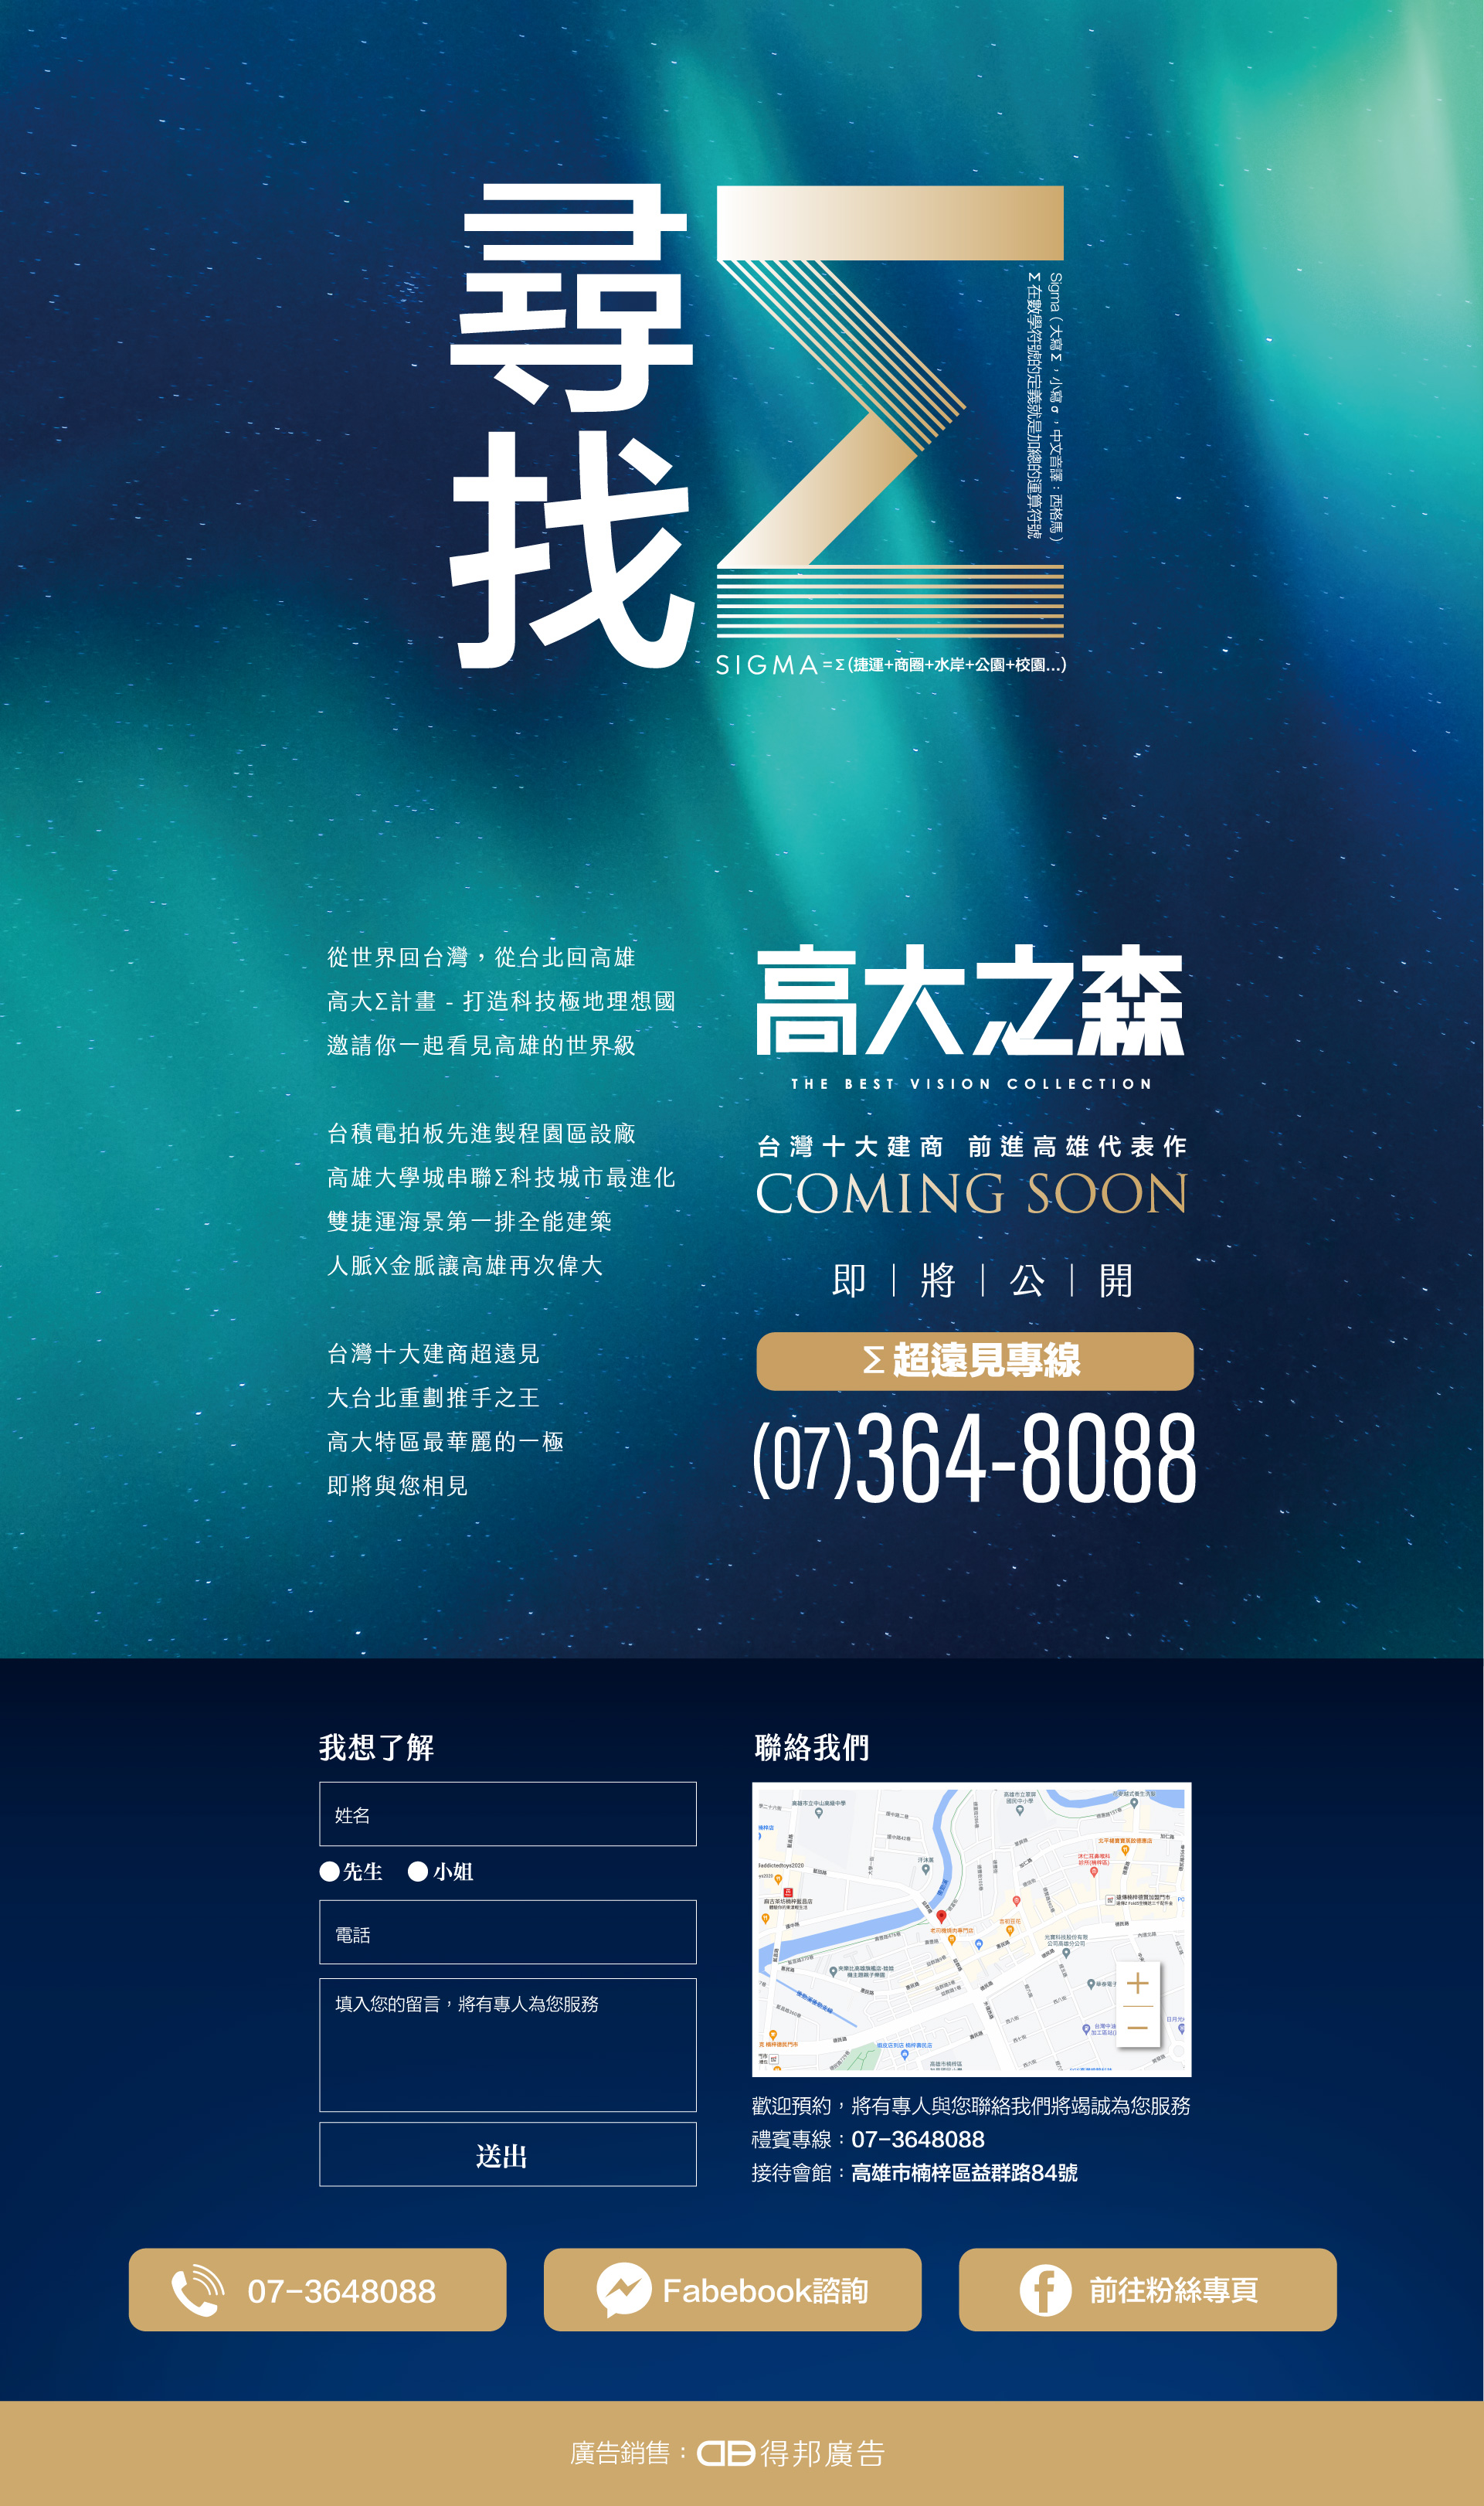 尋找
Sigma（大寫 Σ，小寫 σ，中文音譯：西格馬）
Σ 在數學符號的定義就是加總的運算符號
SIGMA=Σ(捷運+商圈+水岸+公園+校園...)
從世界回台灣，從台北回高雄
高大Σ計畫 - 打造科技極地理想國
邀請你一起看見高雄的世界級
台積電拍板先進製程園區設廠
高雄大學城串聯Σ科技城市最進化
雙捷運海景第一排全能建築
人脈X金脈讓高雄再次偉大
台灣十大建商超遠見
大台北重劃推手之王
高大特區最華麗的一極
即將與您相見
高大之森
THE BEST VISION COLLECTION
台灣十大建商 前進高雄代表作
COMING SOON
即｜將｜公｜開
Σ超遠見專線
(07)364-8088
我想了解
姓名
先生 小姐
電話
填入您的留言，將有專人為您服務
送出
聯絡我們
高雄市立中山高級中學
+
−
歡迎預約，將有專人與您聯絡我們將竭誠為您服務
禮賓專線：07-3648088
接待會館：高雄市楠梓區益群路84號
07-3648088
Fabebook諮詢
前往粉絲專頁
廣告銷售：得邦廣告